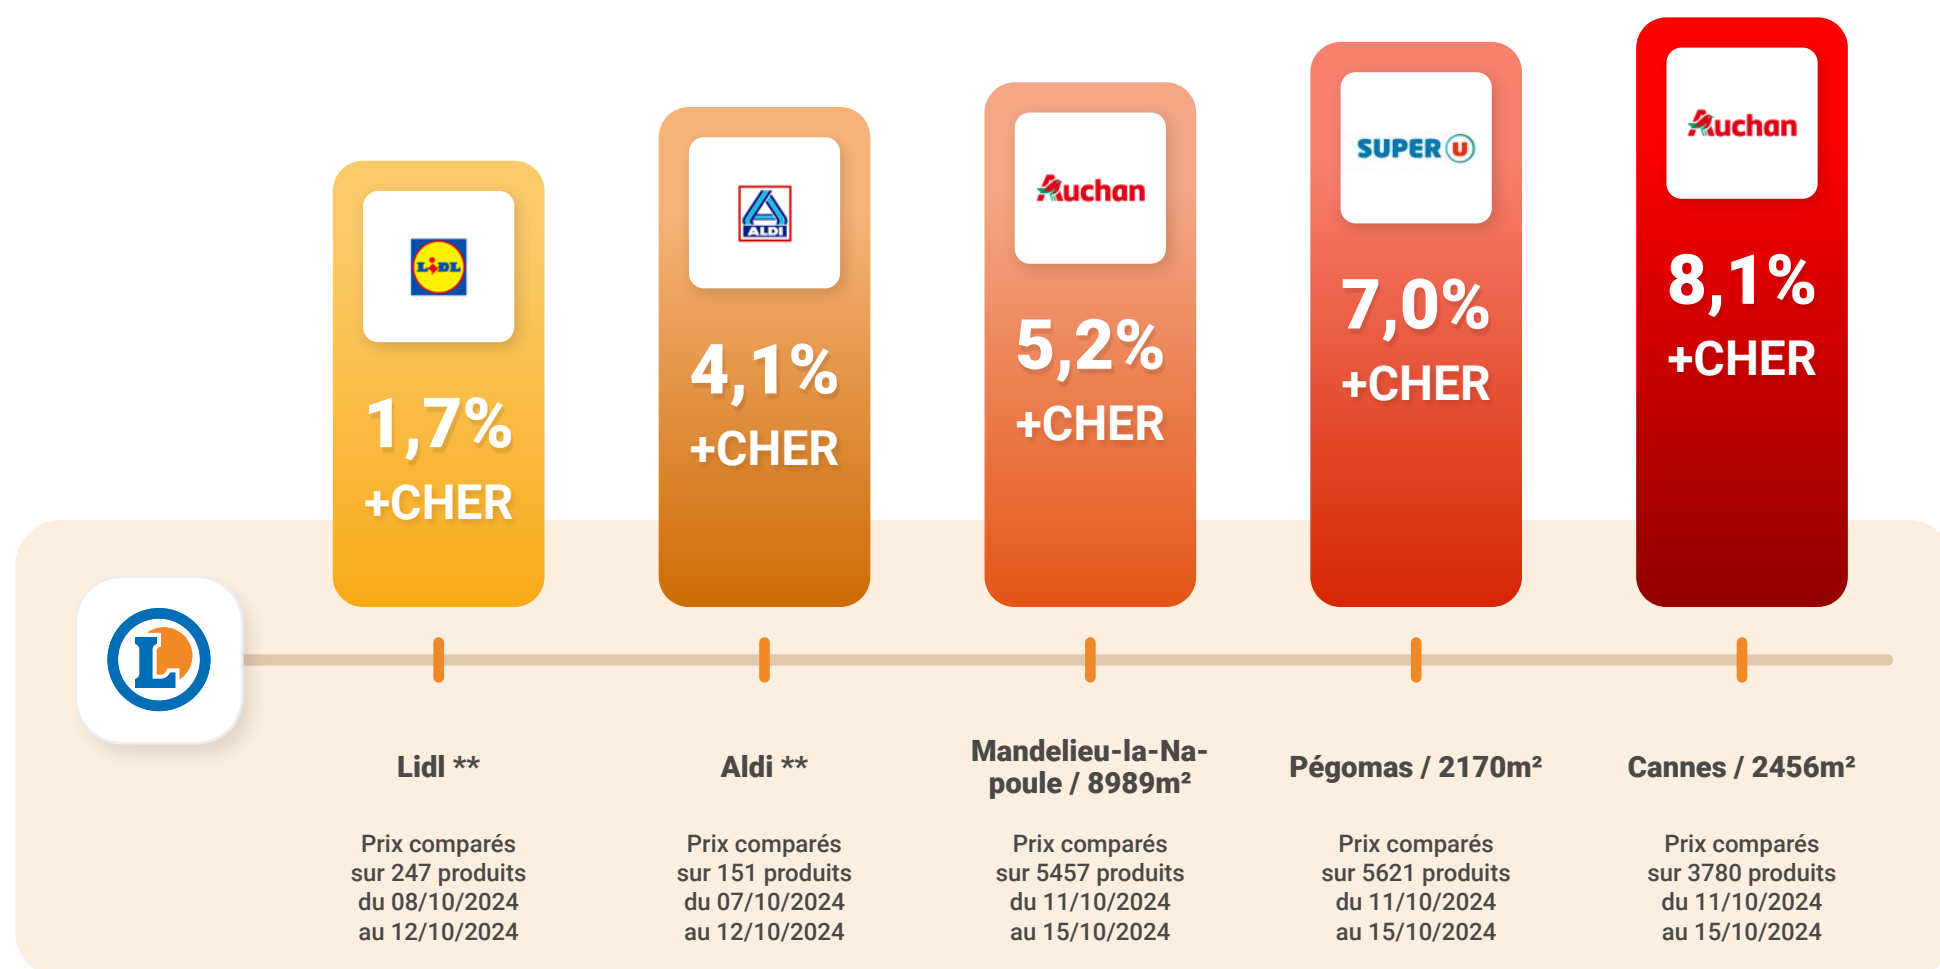 LIDL
1,7%
+CHER
ALDI
4,1%
+CHER
Auchan
5,2%
+CHER
SUPER U
7,0%
+CHER
Auchan
8,1%
+CHER
L
Lidl **
Prix comparés
sur 247 produits
du 08/10/2024
au 12/10/2024
Aldi **
Prix comparés
sur 151 produits
du 07/10/2024
au 12/10/2024
Mandelieu-la-Na-
poule / 8989m²
Prix comparés
sur 5457 produits
du 11/10/2024
au 15/10/2024
Pégomas / 2170m²
Prix comparés
sur 5621 produits
du 11/10/2024
au 15/10/2024
Cannes / 2456m²
Prix comparés
sur 3780 produits
du 11/10/2024
au 15/10/2024